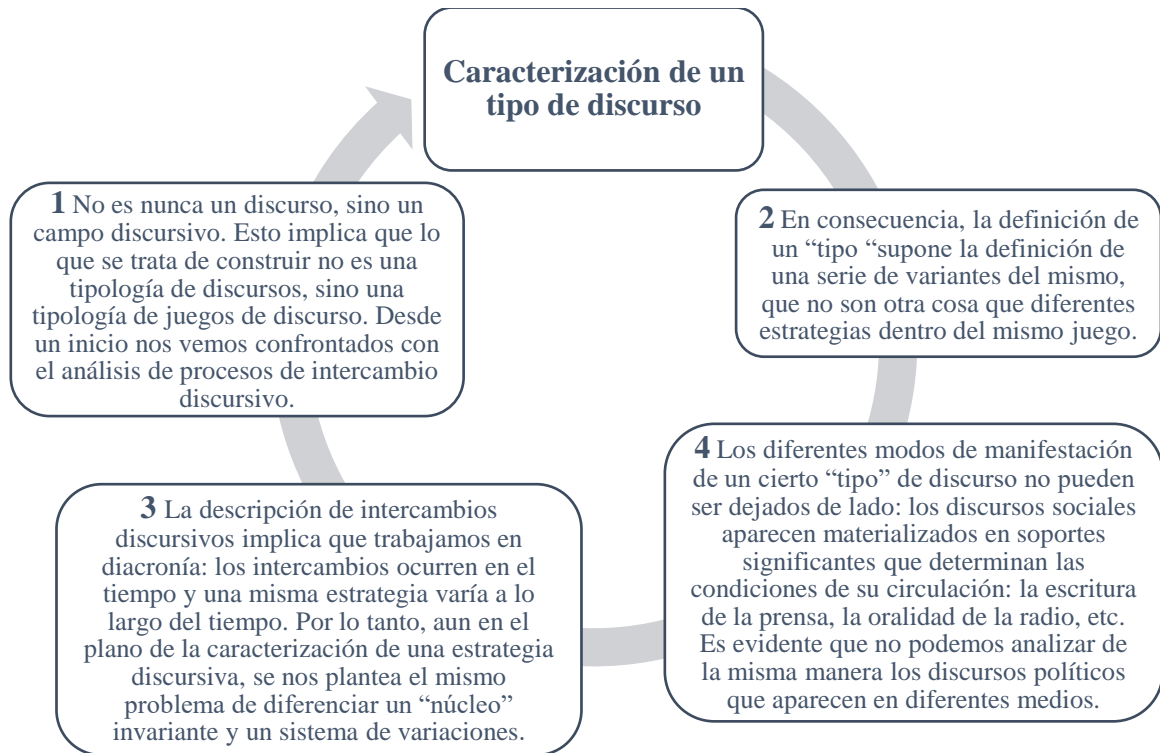 Caracterización de un
tipo de discurso
1 No es nunca un discurso, sino un
campo discursivo. Esto implica que lo
que se trata de construir no es una
tipología de discursos, sino una
tipología de juegos de discurso. Desde
un inicio nos vemos confrontados con
el análisis de procesos de intercambio
discursivo.
2 En consecuencia, la definición de
un “tipo “supone la definición de
una serie de variantes del mismo,
que no son otra cosa que diferentes
estrategias dentro del mismo juego.
3 La descripción de intercambios
discursivos implica que trabajamos en
diacronía: los intercambios ocurren en el
tiempo y una misma estrategia varía a lo
largo del tiempo. Por lo tanto, aun en el
plano de la caracterización de una estrategia
discursiva, se nos plantea el mismo
problema de diferenciar un “núcleo”
invariante y un sistema de variaciones.
4 Los diferentes modos de manifestación
de un cierto “tipo” de discurso no pueden
ser dejados de lado: los discursos sociales
aparecen materializados en soportes
significantes que determinan las
condiciones de su circulación: la escritura
de la prensa, la oralidad de la radio, etc.
Es evidente que no podemos analizar de
la misma manera los discursos políticos
que aparecen en diferentes medios.